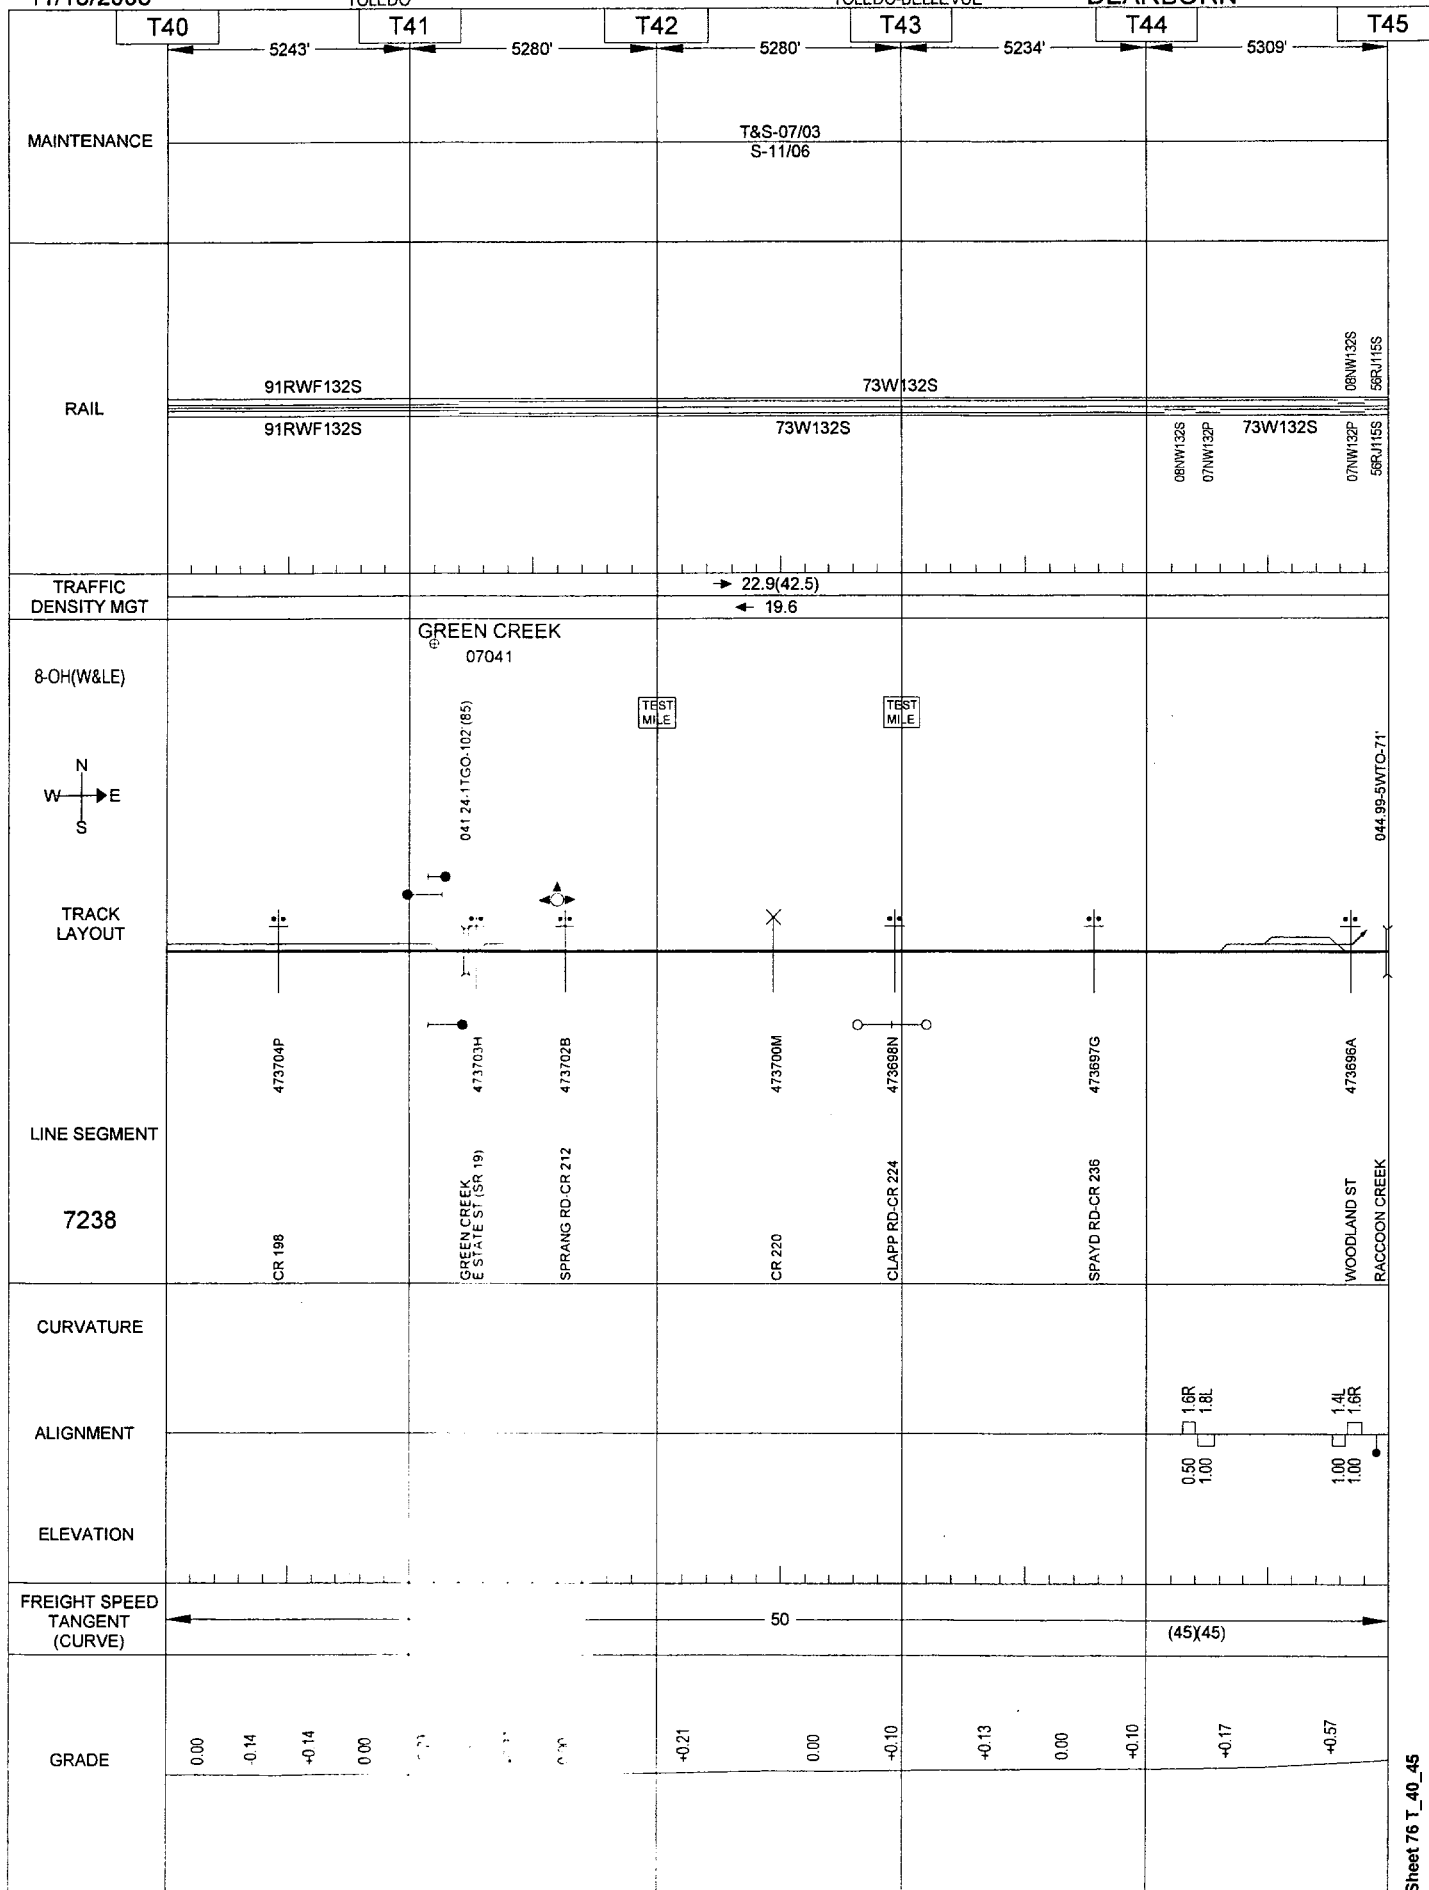 DEARBORN
T40 T41 T42 T43 T44 T45
5243' 5280' 5280' 5234' 5309'
MAINTENANCE
T&S-07/03
S-11/06
RAIL
91RWF132S 73W132S
08NW132S
56RJ115S
91RWF132S 73W132S 73W132S
08NW132S
07NW132P
07NW132P
56RJ115S
TRAFFIC
DENSITY MGT
22.9(42.5)
19.6
GREEN CREEK
07041
8-OH(W&LE)
TEST
MILE
TEST
MILE
N
W E
S
041 24-1TGO-102'(85)
044.99-5WTO-71'
TRACK
LAYOUT
473704P
473703H
473702B
473700M
473698N
473697G
473696A
LINE SEGMENT
7238
CR 198
GREEN CREEK
E STATE ST (SR 19)
SPRANG RD-CR 212
CR 220
CLAPP RD-CR 224
SPAYD RD-CR 236
WOODLAND ST
RACCOON CREEK
CURVATURE
1.6R
1.8L
1.4L
1.6R
ALIGNMENT
0.50
1.00
1.00
1.00
ELEVATION
FREIGHT SPEED
TANGENT
(CURVE)
50
(45)(45)
GRADE
0.00
-0.14
+0.14
0.00
+0.21
0.00
+0.10
+0.13
0.00
+0.10
+0.17
+0.57
Sheet 76 T_40_45